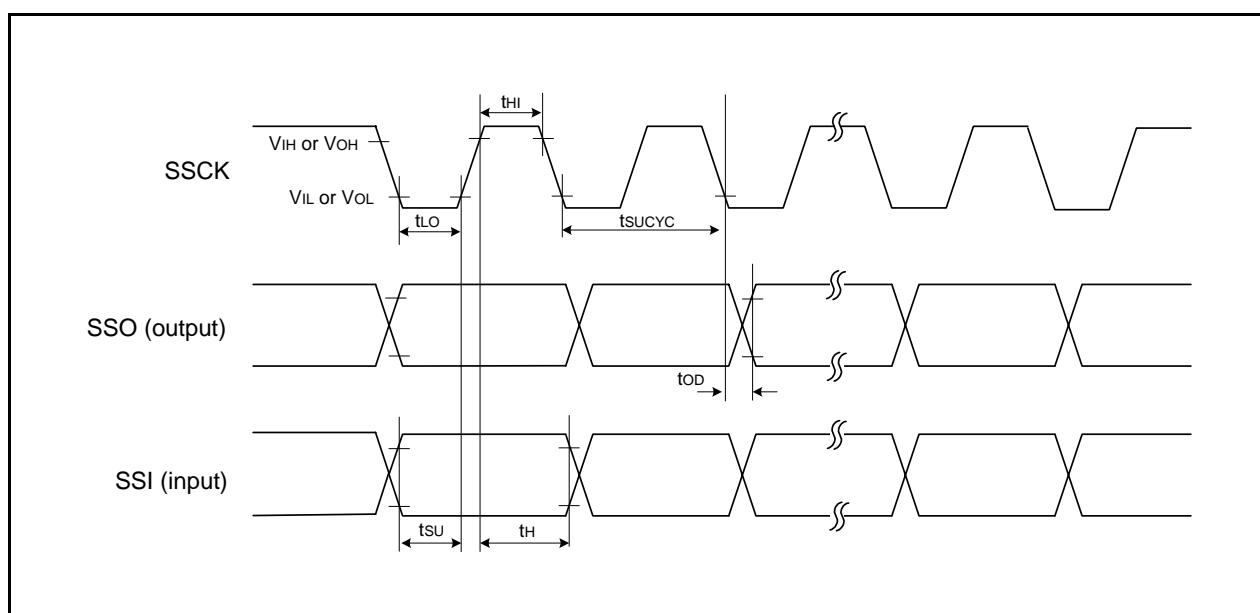 tHI
VIH or VOH
SSCK
VIL or VOL
tLO
tSUCYC
SSO (output)
tOD
SSI (input)
tSU
tH